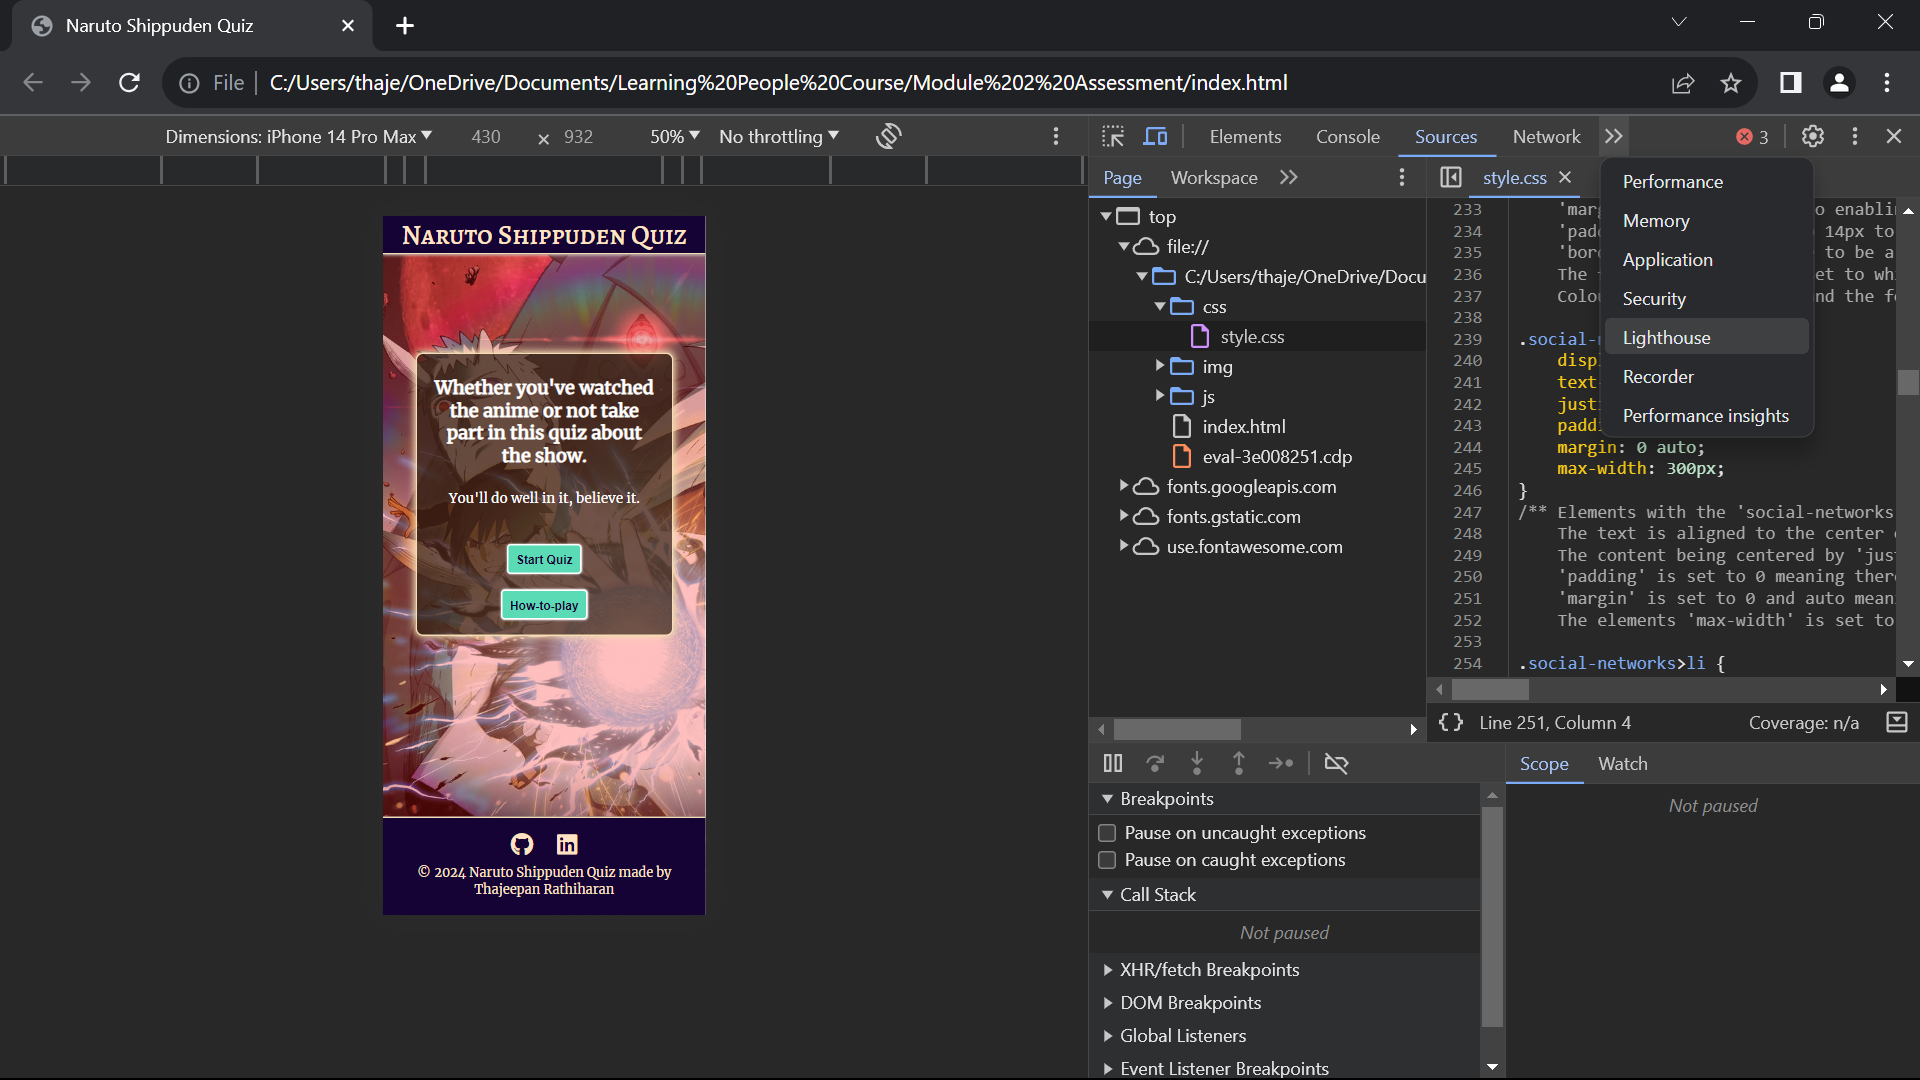 Naruto Shippuden Quiz
File
C:/Users/thaje/OneDrive/Documents/Learning%20People%20Course/Module%202%20Assessment/index.html
Dimensions: iPhone 14 Pro Max 430 × 932 50% No throttling
Elements Console Sources Network 3
Page Workspace
style.css
Performance
Memory
Application
Security
Lighthouse
Recorder
Performance insights
top
file://
C:/Users/thaje/OneDrive/Docu
css
style.css
img
js
index.html
eval-3e008251.cdp
fonts.googleapis.com
fonts.gstatic.com
use.fontawesome.com
233 'mar o enabli
234 'pad 14px to
235 'bor to be a
236 The et to wh
237 Colo nd the f
238
239 .social-
240 disp
241 text
242 just
243 padd
244 margin: 0 auto;
245 max-width: 300px;
246 }
247 /** Elements with the 'social-networks
248 The text is aligned to the center
249 The content being centered by 'jus
250 'padding' is set to 0 meaning ther
251 'margin' is set to 0 and auto mean
252 The elements 'max-width' is set to
253
254 .social-networks>li {
{} Line 251, Column 4 Coverage: n/a
Scope Watch
Not paused
Breakpoints
Pause on uncaught exceptions
Pause on caught exceptions
Call Stack
Not paused
XHR/fetch Breakpoints
DOM Breakpoints
Global Listeners
Event Listener Breakpoints
Naruto Shippuden Quiz
Whether you've watched
the anime or not take
part in this quiz about
the show.
You'll do well in it, believe it.
Start Quiz
How-to-play
in
© 2024 Naruto Shippuden Quiz made by
Thajeepan Rathiharan